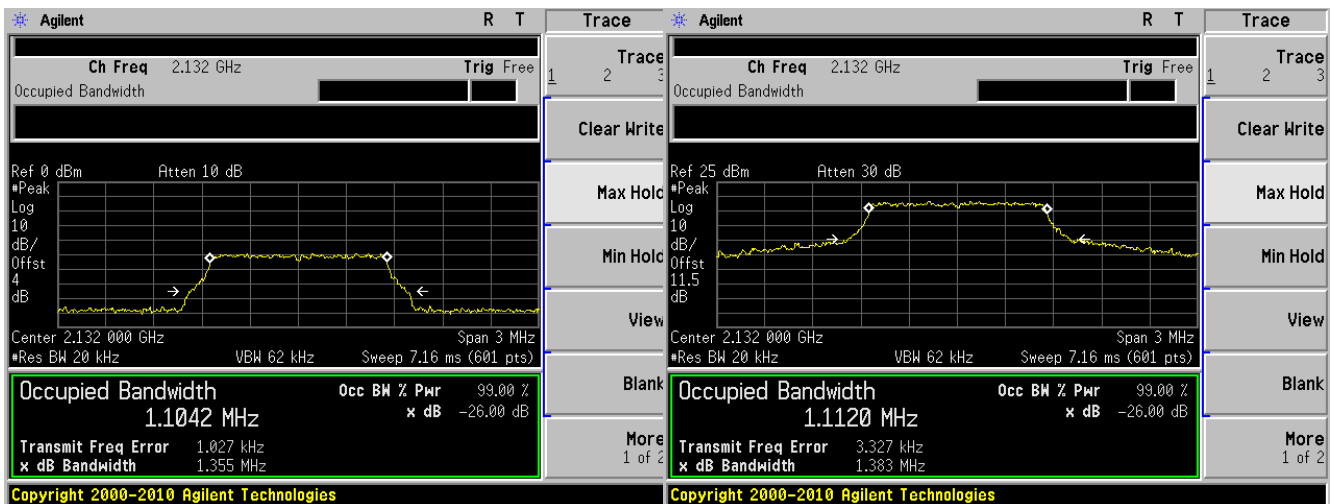 Agilent R T Trace
Ch Freq 2.132 GHz Trig Free
Occupied Bandwidth
Trace
1 2 3
Clear Write
Max Hold
Min Hold
View
Blank
More
1 of 2
Ref 0 dBm Atten 10 dB
#Peak
Log
10
dB/
Offst
4
dB
Center 2.132 000 GHz Span 3 MHz
#Res BW 20 kHz VBW 62 kHz Sweep 7.16 ms (601 pts)
Occupied Bandwidth Occ BW % Pwr 99.00 %
1.1042 MHz x dB -26.00 dB
Transmit Freq Error 1.027 kHz
x dB Bandwidth 1.355 MHz
Copyright 2000-2010 Agilent Technologies
Agilent R T Trace
Ch Freq 2.132 GHz Trig Free
Occupied Bandwidth
Trace
1 2 3
Clear Write
Max Hold
Min Hold
View
Blank
More
1 of 2
Ref 25 dBm Atten 30 dB
#Peak
Log
10
dB/
Offst
11.5
dB
Center 2.132 000 GHz Span 3 MHz
#Res BW 20 kHz VBW 62 kHz Sweep 7.16 ms (601 pts)
Occupied Bandwidth Occ BW % Pwr 99.00 %
1.1120 MHz x dB -26.00 dB
Transmit Freq Error 3.327 kHz
x dB Bandwidth 1.383 MHz
Copyright 2000-2010 Agilent Technologies